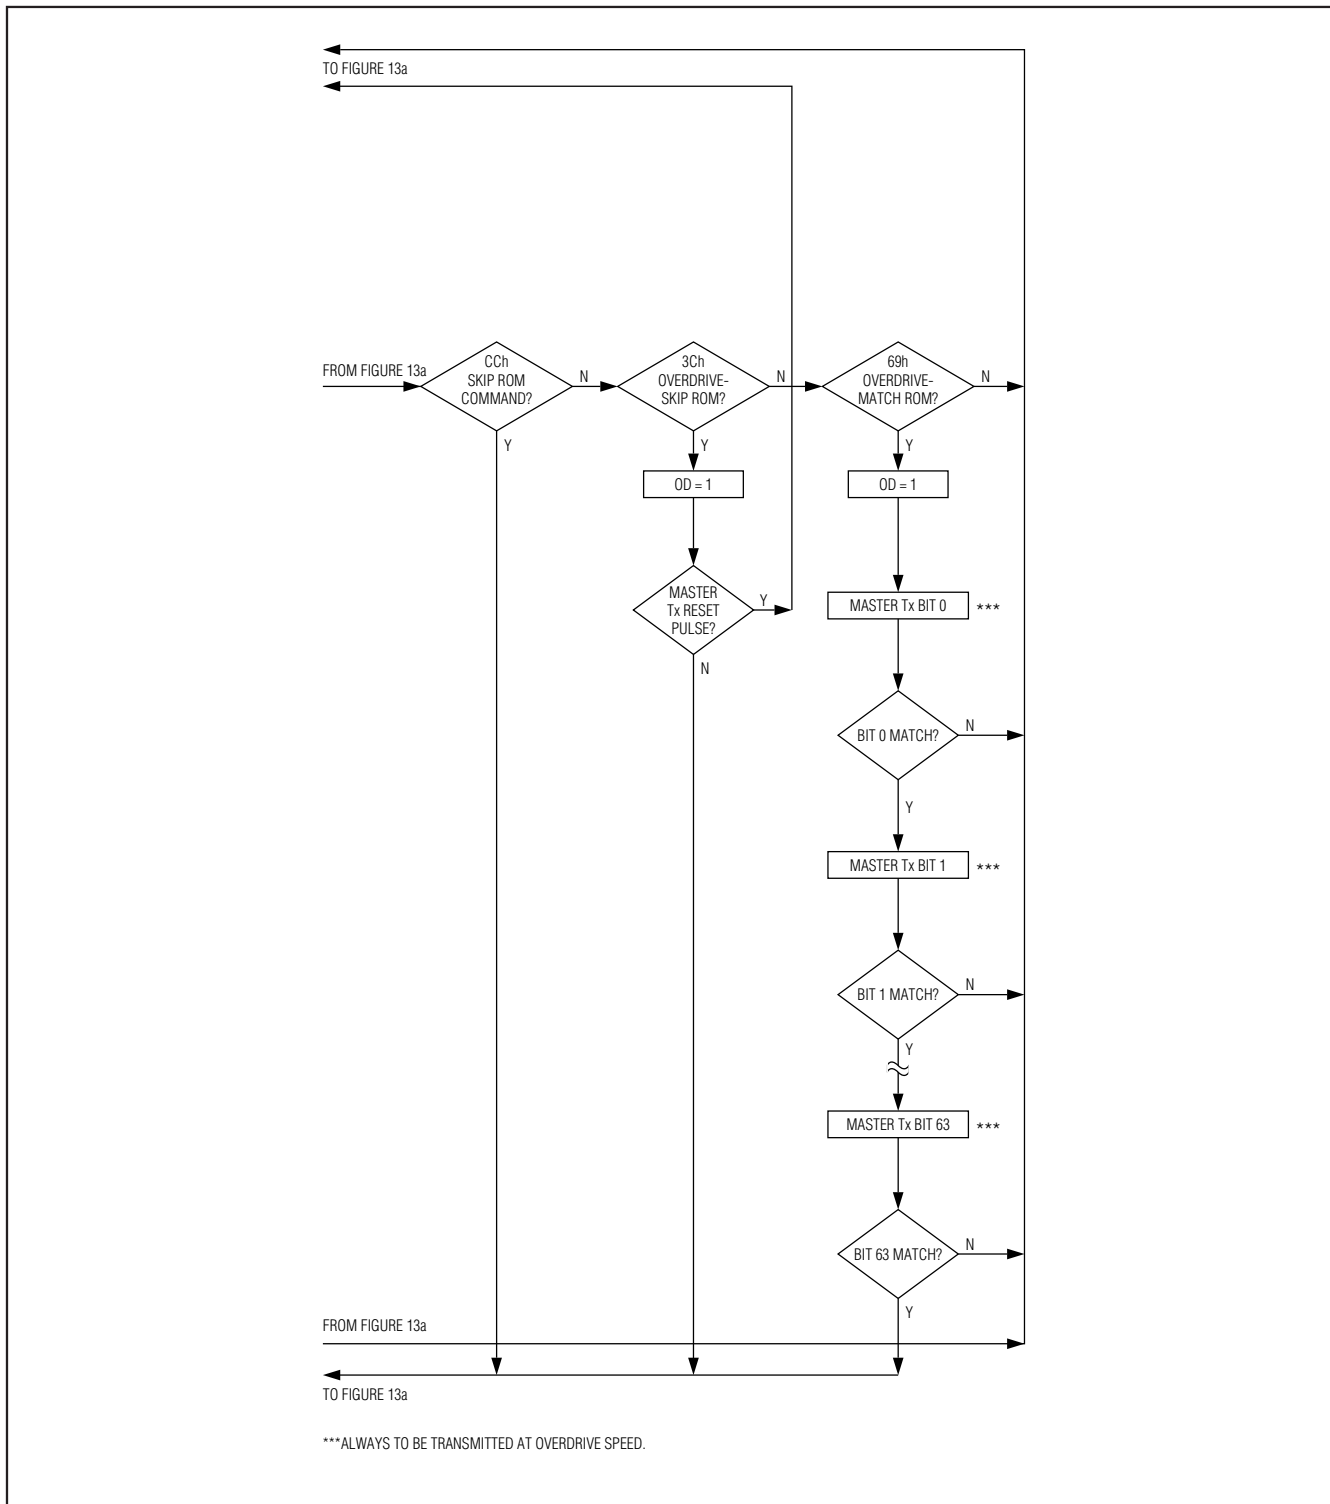 TO FIGURE 13a
FROM FIGURE 13a
CCh
SKIP ROM
COMMAND?
N
Y
3Ch
OVERDRIVE-
SKIP ROM?
N
Y
OD = 1
MASTER
Tx RESET
PULSE?
Y
N
69h
OVERDRIVE-
MATCH ROM?
N
Y
OD = 1
MASTER Tx BIT 0 ***
BIT 0 MATCH?
N
Y
MASTER Tx BIT 1 ***
BIT 1 MATCH?
N
Y
MASTER Tx BIT 63 ***
BIT 63 MATCH?
N
Y
FROM FIGURE 13a
TO FIGURE 13a
***ALWAYS TO BE TRANSMITTED AT OVERDRIVE SPEED.